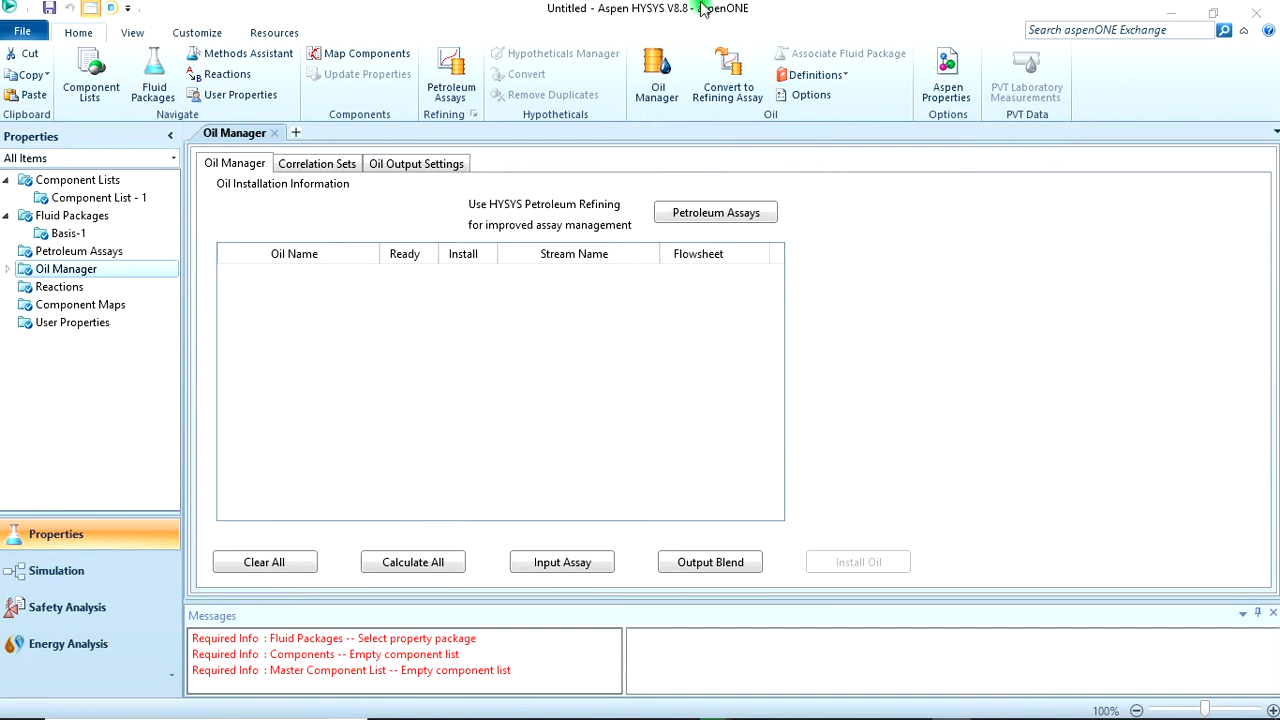 Untitled - Aspen HYSYS V8.8 - aspenONE
File
Home
View
Customize
Resources
Search aspenONE Exchange
Cut
Copy
Paste
Clipboard
Component Lists
Fluid Packages
Methods Assistant
Reactions
User Properties
Navigate
Map Components
Update Properties
Components
Petroleum Assays
Refining
Hypotheticals Manager
Convert
Remove Duplicates
Hypotheticals
Oil Manager
Convert to Refining Assay
Associate Fluid Package
Definitions
Options
Oil
Aspen Properties
Options
PVT Laboratory Measurements
PVT Data
Properties
All Items
Component Lists
Component List - 1
Fluid Packages
Basis-1
Petroleum Assays
Oil Manager
Reactions
Component Maps
User Properties
Properties
Simulation
Safety Analysis
Energy Analysis
Oil Manager
Oil Manager
Correlation Sets
Oil Output Settings
Oil Installation Information
Use HYSYS Petroleum Refining
for improved assay management
Petroleum Assays
Oil Name
Ready
Install
Stream Name
Flowsheet
Clear All
Calculate All
Input Assay
Output Blend
Install Oil
Messages
Required Info : Fluid Packages -- Select property package
Required Info : Components -- Empty component list
Required Info : Master Component List -- Empty component list
100%